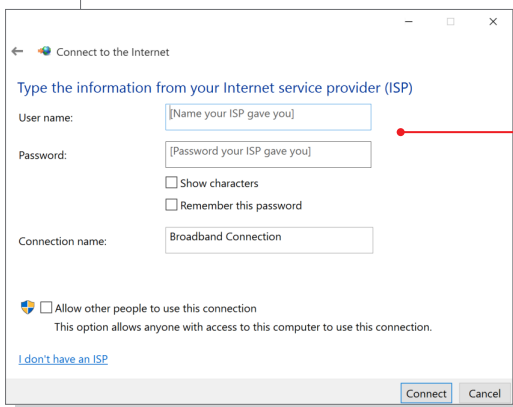 Connect to the Internet
Type the information from your Internet service provider (ISP)
User name: [Name your ISP gave you]
Password: [Password your ISP gave you]
Show characters
Remember this password
Connection name: Broadband Connection
Allow other people to use this connection
This option allows anyone with access to this computer to use this connection.
I don't have an ISP
Connect Cancel